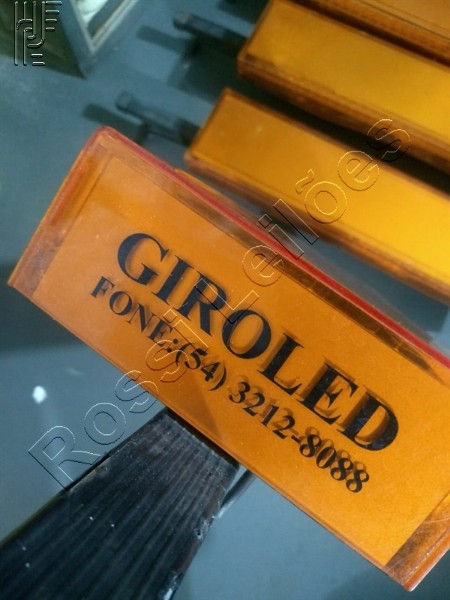 GIROLED
FONE:(54) 3212-8088
Rossi Leilões